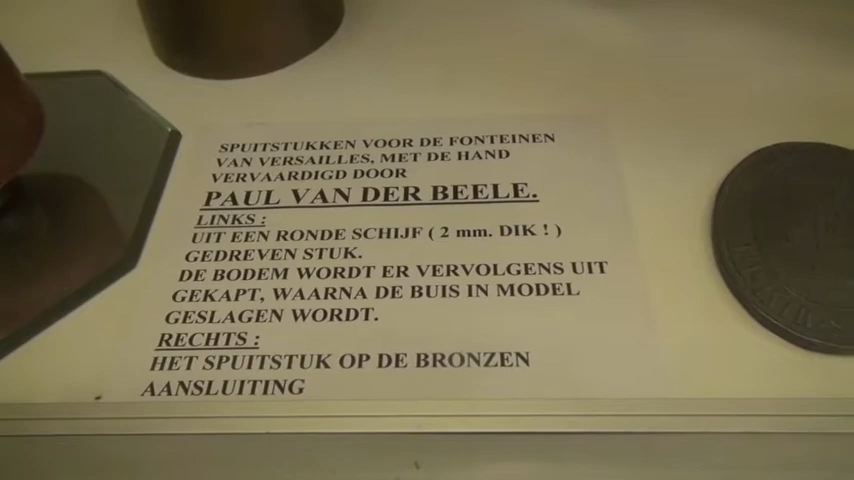 SPUITSTUKKEN VOOR DE FONTEINEN
VAN VERSAILLES, MET DE HAND
VERVAARDIGD DOOR
PAUL VAN DER BEELE.
LINKS :
UIT EEN RONDE SCHIJF ( 2 mm. DIK ! )
GEDREVEN STUK.
DE BODEM WORDT ER VERVOLGENS UIT
GEKAPT, WAARNA DE BUIS IN MODEL
GESLAGEN WORDT.
RECHTS :
HET SPUITSTUK OP DE BRONZEN
AANSLUITING